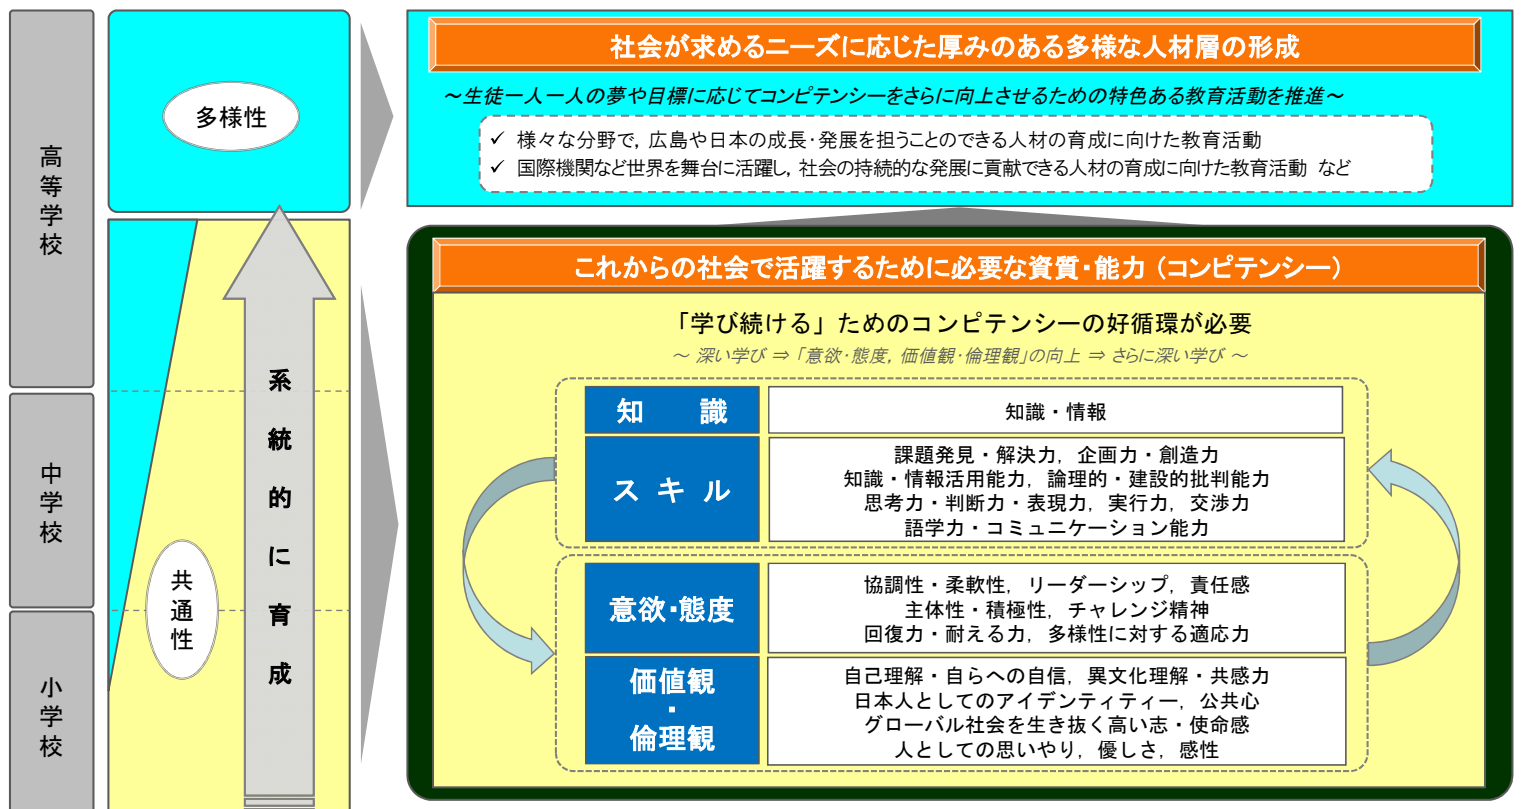 高等学校
中学校
小学校
多様性
共通性
系統的に育成
社会が求めるニーズに応じた厚みのある多様な人材層の形成
～生徒一人一人の夢や目標に応じてコンピテンシーをさらに向上させるための特色ある教育活動を推進～
✓ 様々な分野で，広島や日本の成長・発展を担うことのできる人材の育成に向けた教育活動
✓ 国際機関など世界を舞台に活躍し，社会の持続的な発展に貢献できる人材の育成に向けた教育活動 など
これからの社会で活躍するために必要な資質・能力（コンピテンシー）
「学び続ける」ためのコンピテンシーの好循環が必要
～ 深い学び ⇒ 「意欲・態度，価値観・倫理観」の向上 ⇒ さらに深い学び ～
知　識
知識・情報
スキル
課題発見・解決力，企画力・創造力
知識・情報活用能力，論理的・建設的批判能力
思考力・判断力・表現力，実行力，交渉力
語学力・コミュニケーション能力
意欲・態度
協調性・柔軟性，リーダーシップ，責任感
主体性・積極性，チャレンジ精神
回復力・耐える力，多様性に対する適応力
価値観
・
倫理観
自己理解・自らへの自信，異文化理解・共感力
日本人としてのアイデンティティー，公共心
グローバル社会を生き抜く高い志・使命感
人としての思いやり，優しさ，感性